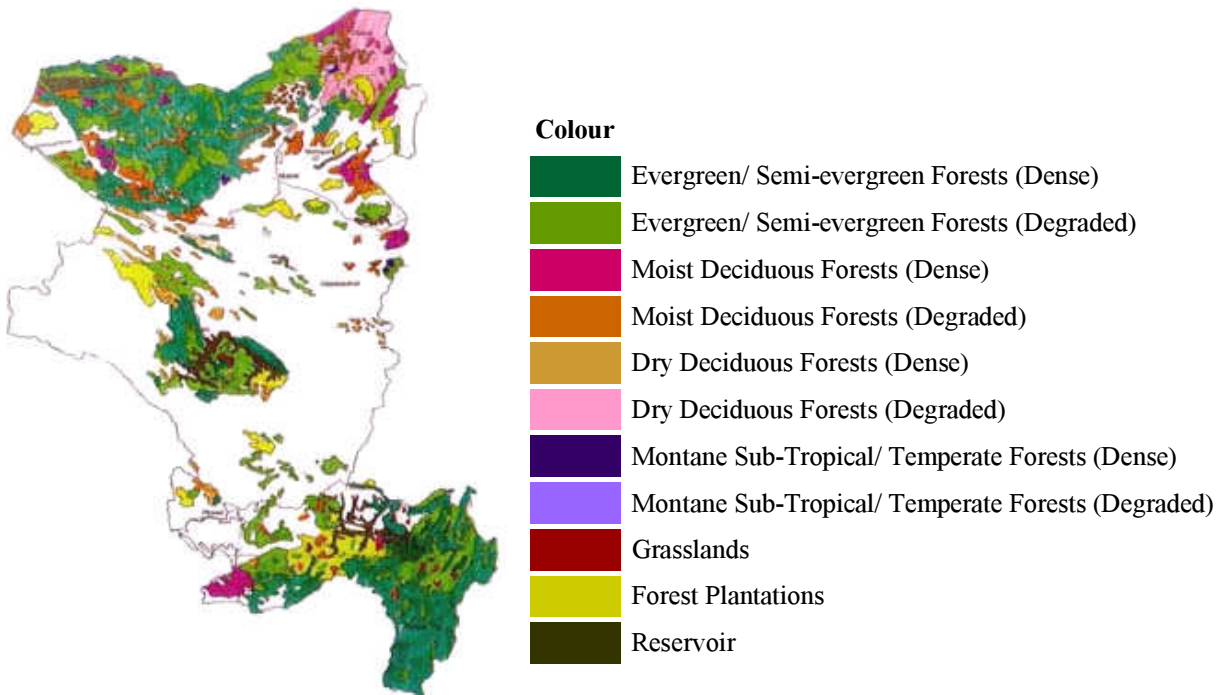 Colour
Evergreen/ Semi-evergreen Forests (Dense)
Evergreen/ Semi-evergreen Forests (Degraded)
Moist Deciduous Forests (Dense)
Moist Deciduous Forests (Degraded)
Dry Deciduous Forests (Dense)
Dry Deciduous Forests (Degraded)
Montane Sub-Tropical/ Temperate Forests (Dense)
Montane Sub-Tropical/ Temperate Forests (Degraded)
Grasslands
Forest Plantations
Reservoir